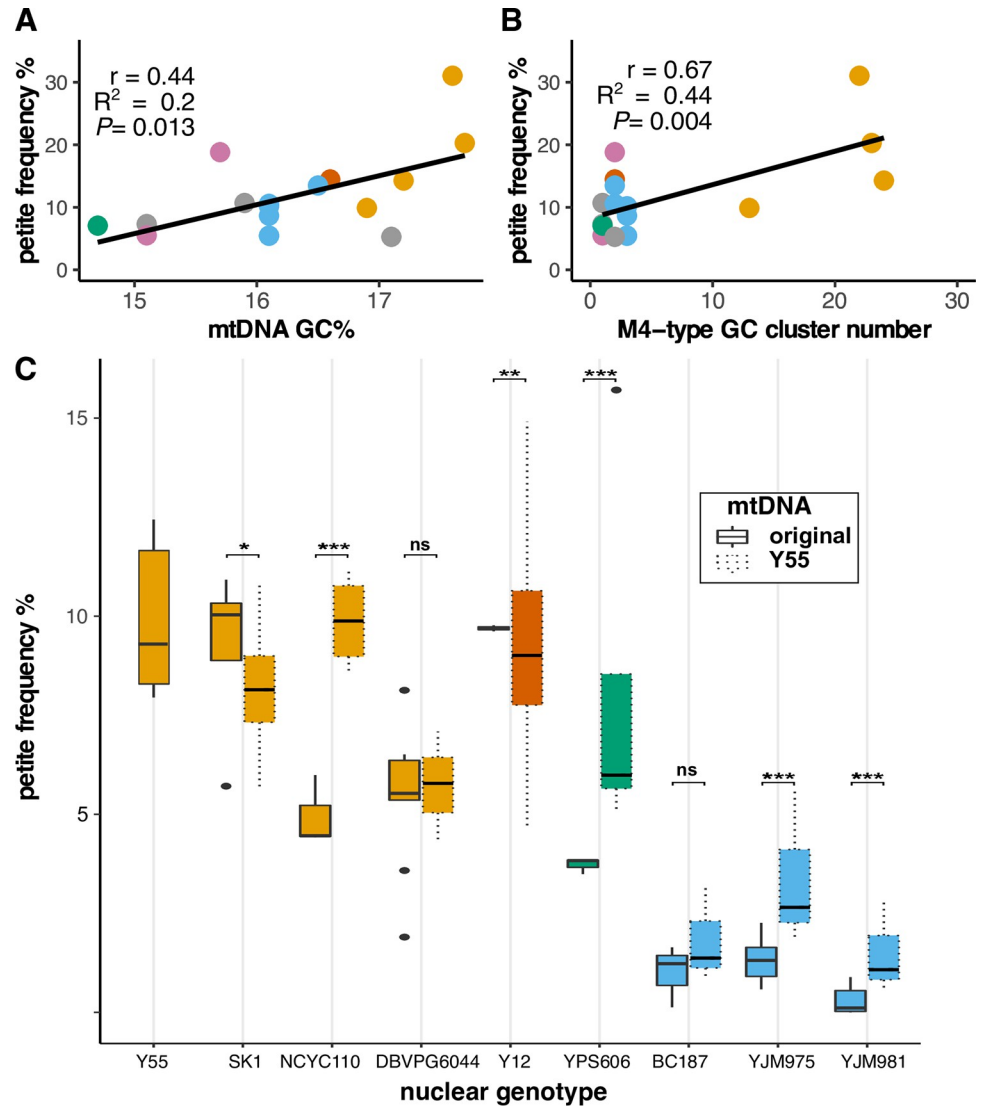 A
r = 0.44
R² = 0.2
P= 0.013
petite frequency %
30
20
10
0
15 16 17
mtDNA GC%
B
r = 0.67
R² = 0.44
P= 0.004
petite frequency %
30
20
10
0
0 10 20 30
M4−type GC cluster number
C
petite frequency %
15
10
5
* *** ns ** *** ns *** ***
mtDNA
original
Y55
Y55 SK1 NCYC110 DBVPG6044 Y12 YPS606 BC187 YJM975 YJM981
nuclear genotype